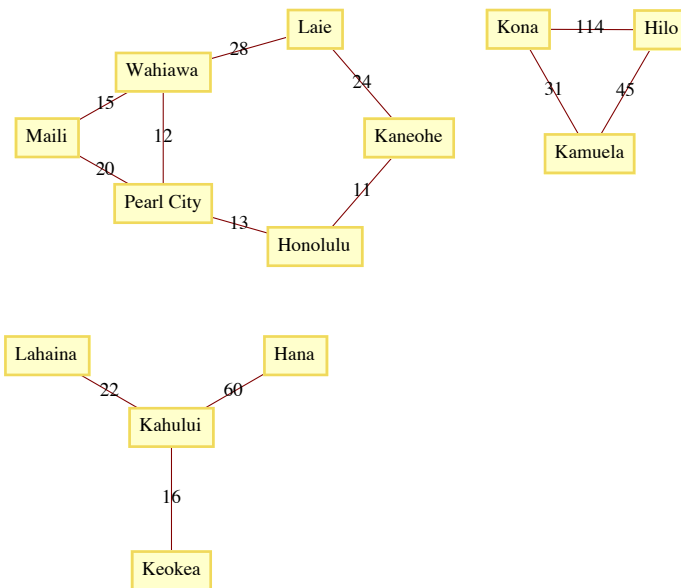 Laie
Kona
114
Hilo
28
Wahiawa
24
31
45
15
Maili
12
Kaneohe
Kamuela
20
11
Pearl City
13
Honolulu
Lahaina
Hana
22
60
Kahului
16
Keokea